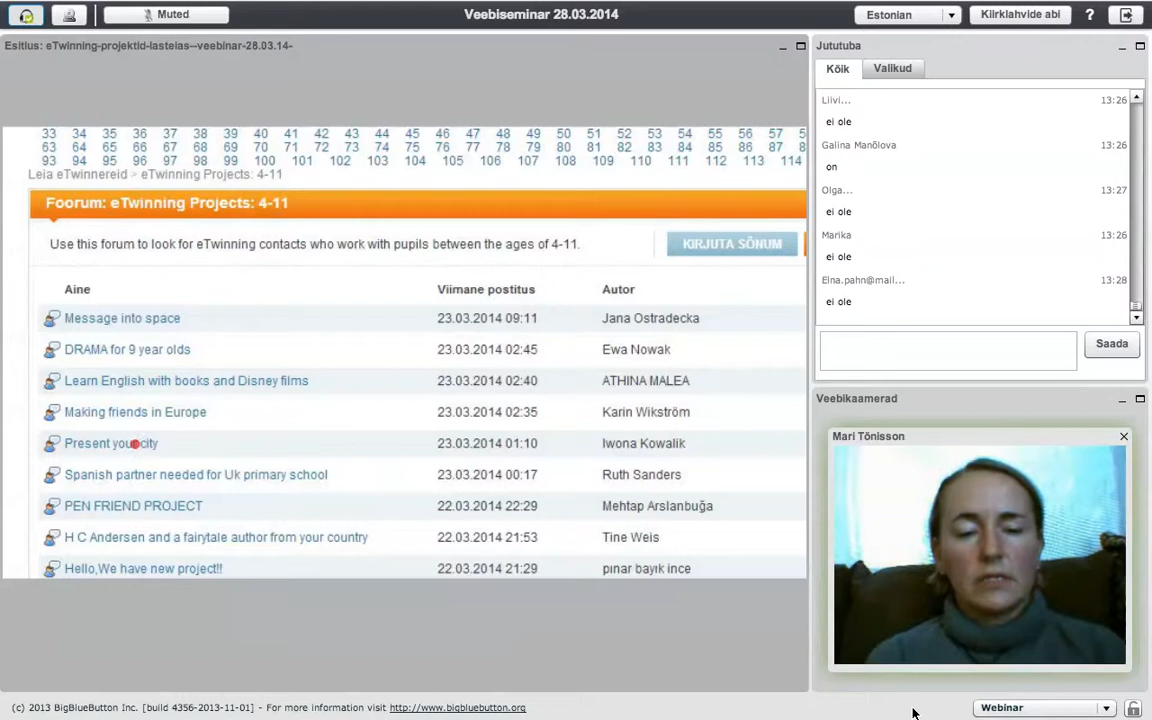 Muted
Veebiseminar 28.03.2014
Estonian
Kiirklahvide abi
?
Esitlus: eTwinning-projektid-lasteias--veebinar-28.03.14-
33 34 35 36 37 38 39 40 41 42 43 44 45 46 47 48 49 50 51 52 53 54 55 56 57
63 64 65 66 67 68 69 70 71 72 73 74 75 76 77 78 79 80 81 82 83 84 85 86 87
93 94 95 96 97 98 99 100 101 102 103 104 105 106 107 108 109 110 111 112 113 114
Leia eTwinnereid > eTwinning Projects: 4-11
Foorum: eTwinning Projects: 4-11
Use this forum to look for eTwinning contacts who work with pupils between the ages of 4-11.
KIRJUTA SÕNUM
Aine Viimane postitus Autor
Message into space 23.03.2014 09:11 Jana Ostradecka
DRAMA for 9 year olds 23.03.2014 02:45 Ewa Nowak
Learn English with books and Disney films 23.03.2014 02:40 ATHINA MALEA
Making friends in Europe 23.03.2014 02:35 Karin Wikström
Present your city 23.03.2014 01:10 Iwona Kowalik
Spanish partner needed for Uk primary school 23.03.2014 00:17 Ruth Sanders
PEN FRIEND PROJECT 22.03.2014 22:29 Mehtap Arslanbuğa
H C Andersen and a fairytale author from your country 22.03.2014 21:53 Tine Weis
Hello,We have new project!! 22.03.2014 21:29 pınar bayık ince
Jututuba
Kõik Valikud
Liivi... 13:26
ei ole
Galina Manõlova 13:26
on
Olga... 13:27
ei ole
Marika 13:26
ei ole
Elna.pahn@mail... 13:28
ei ole
Saada
Veebikaamerad
Mari Tõnisson
(c) 2013 BigBlueButton Inc. [build 4356-2013-11-01] - For more information visit http://www.bigbluebutton.org
Webinar